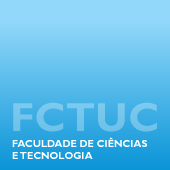 FCTUC
FACULDADE DE CIÊNCIAS
E TECNOLOGIA